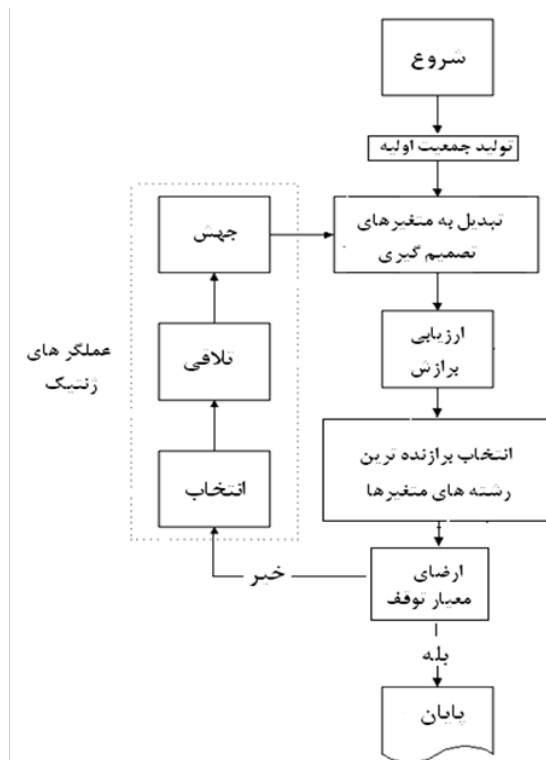 شروع
تولید جمعیت اولیه
تبدیل به متغیرهای
تصمیم گیری
ارزیابی
برازش
انتخاب برازنده ترین
رشته های متغیرها
ارضای
معیار توقف
بله
پایان
خیر
انتخاب
تلاقی
جهش
عملگر های
ژنتیک